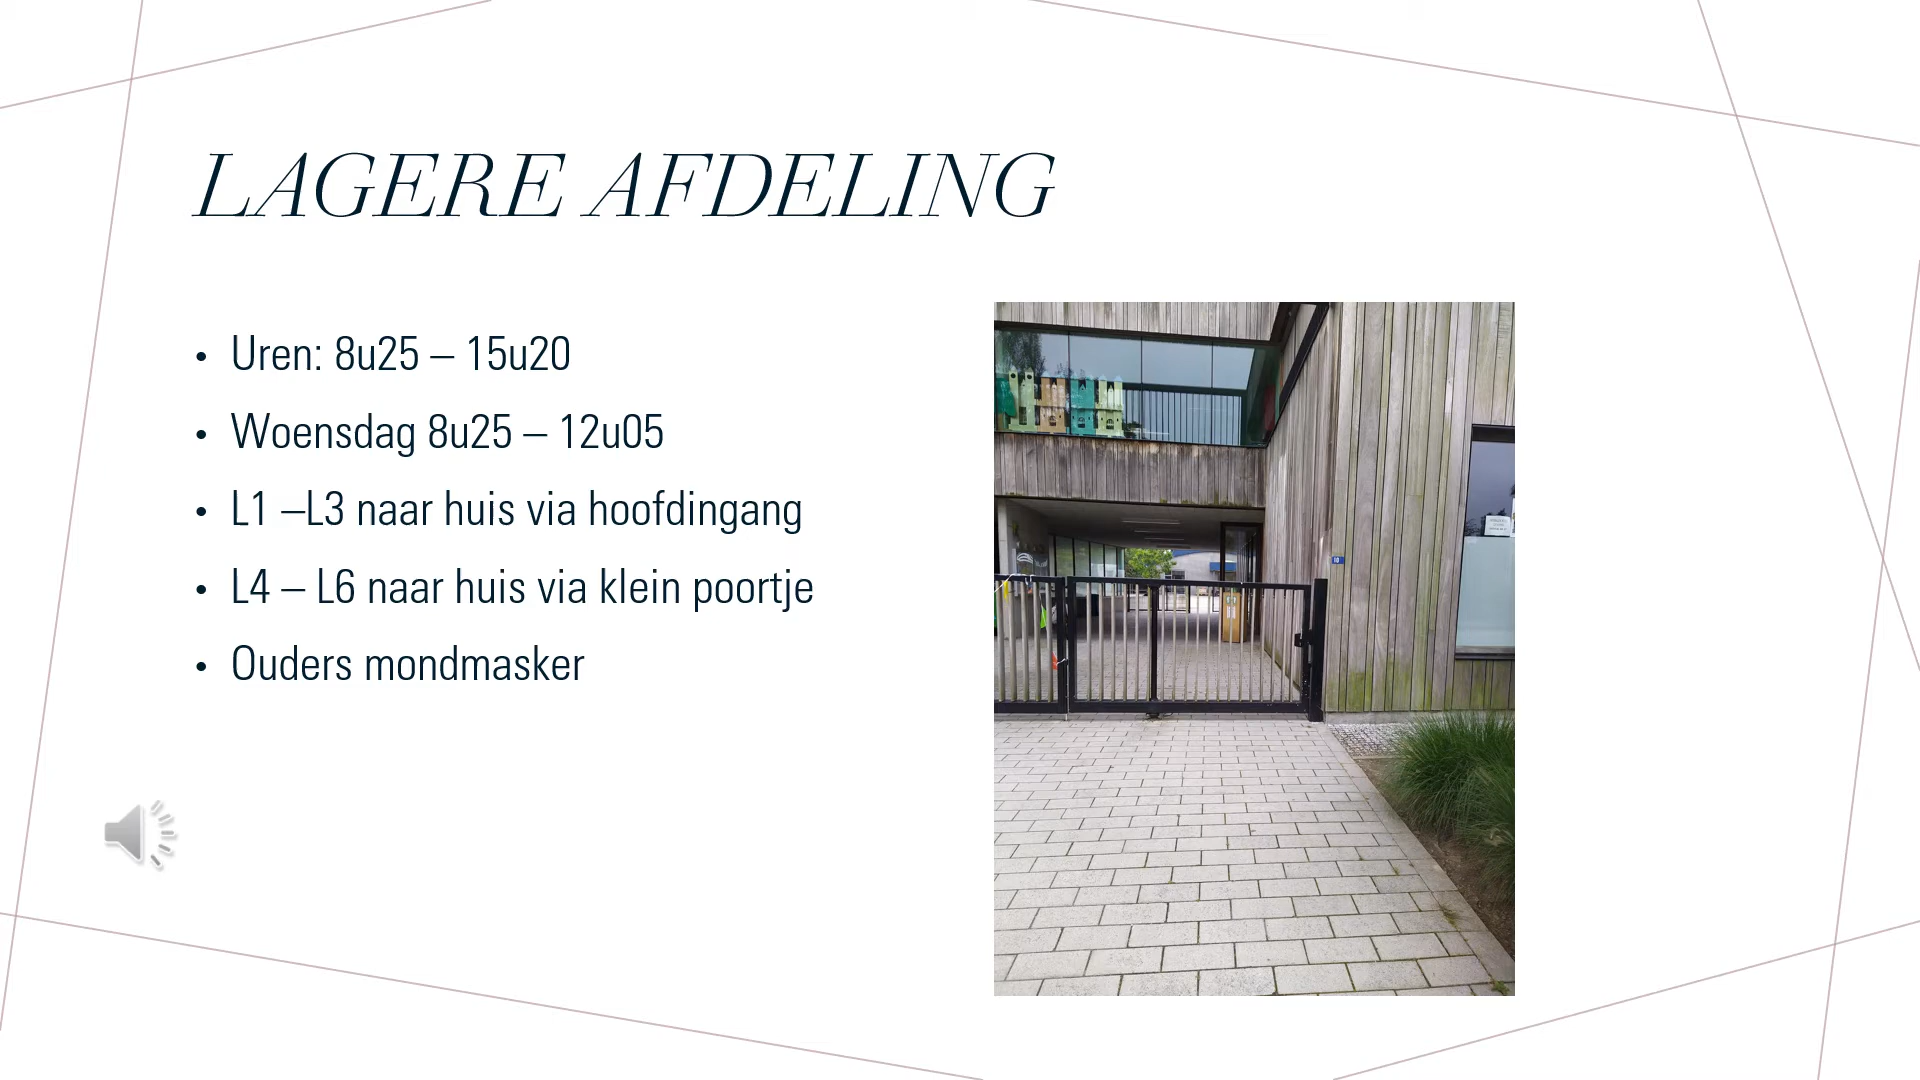 LAGERE AFDELING
• Uren: 8u25 – 15u20
• Woensdag 8u25 – 12u05
• L1 –L3 naar huis via hoofdingang
• L4 – L6 naar huis via klein poortje
• Ouders mondmasker